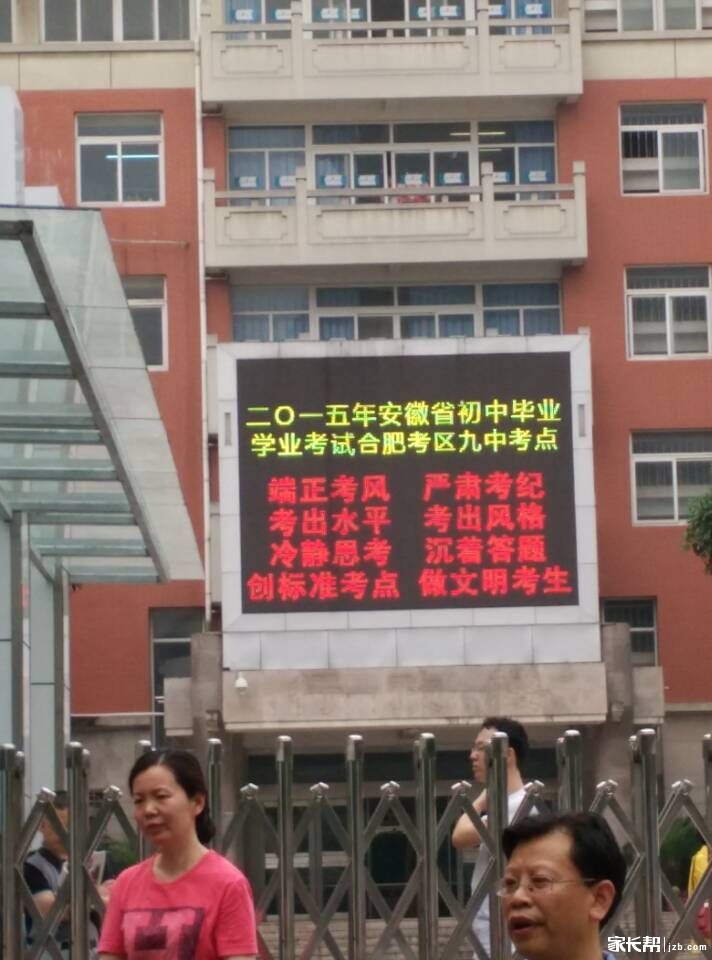 二〇一五年安徽省初中毕业
学业考试合肥考区九中考点
端正考风 严肃考纪
考出水平 考出风格
冷静思考 沉着答题
创标准考点 做文明考生
家长帮 jzb.com